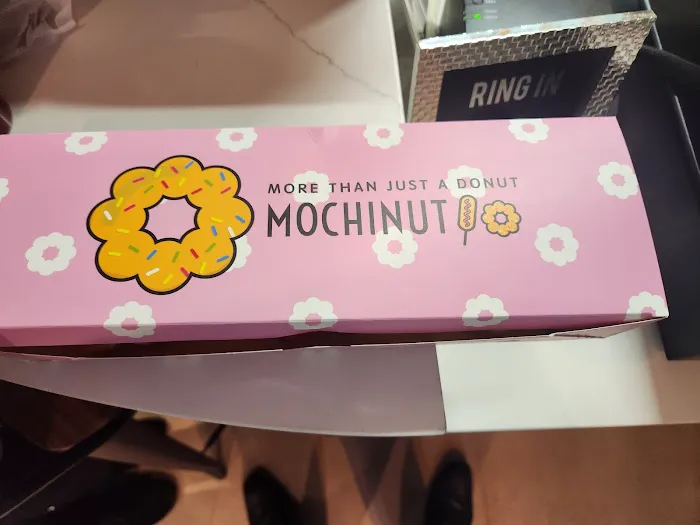 RING IN
MORE THAN JUST A DONUT
MOCHINUT